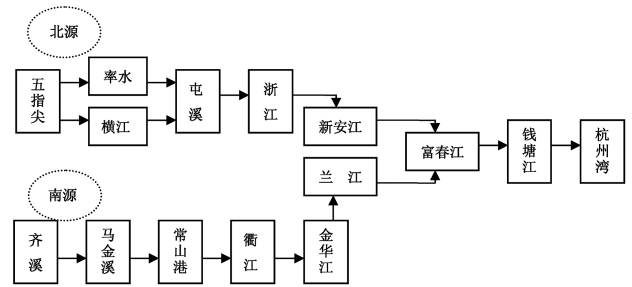 北源
五指尖
率水
横江
屯溪
浙江
新安江
富春江
钱塘江
杭州湾
兰 江
南源
齐溪
马金溪
常山港
衢江
金华江